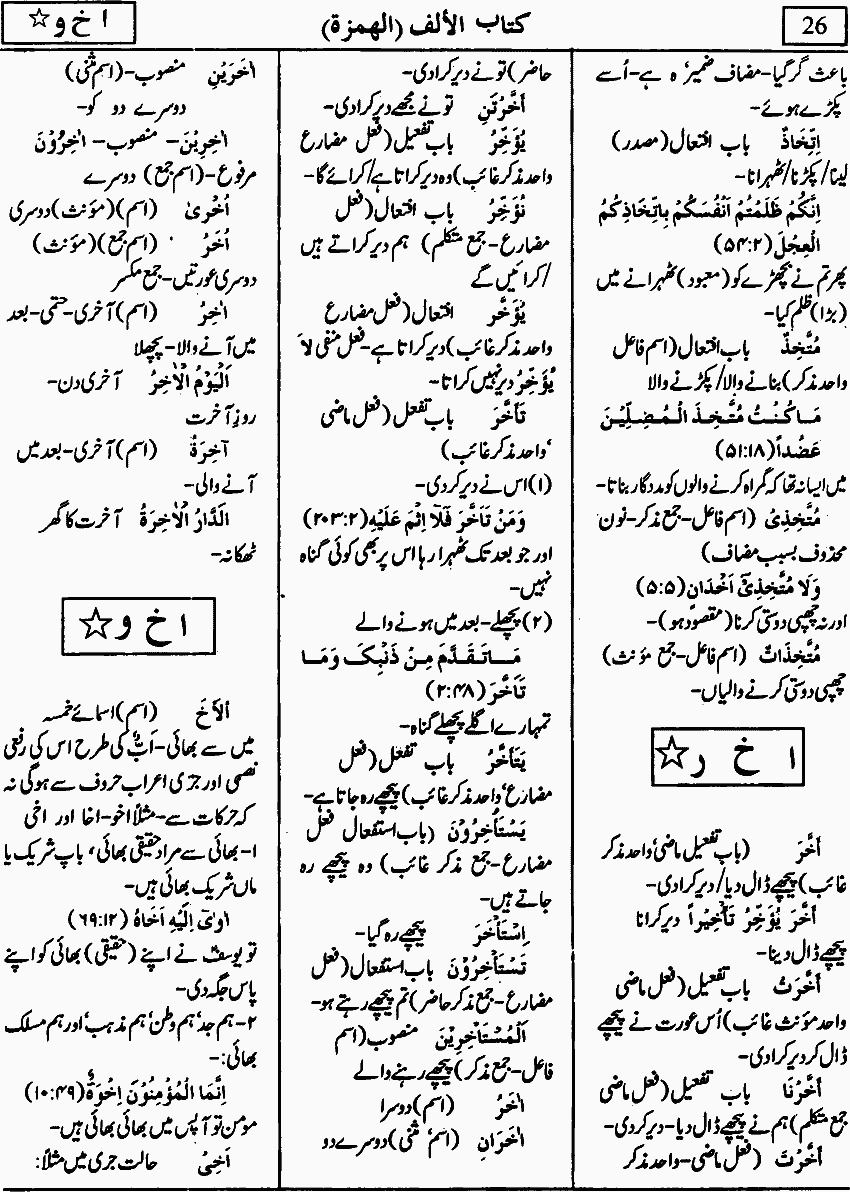 26
كتاب الألف (الهمزة)
ا خ و ☆
باعث گر گیا-مضاف ضمیر ہ ہے-اُسے
پکڑے ہوئے-
اِتِّخَاذٌ باب افتعال (مصدر)
لینا/پکڑنا/ٹھہرانا-
اِنَّكُمْ ظَلَمْتُمْ اَنْفُسَكُمْ بِاتِّخَاذِكُمُ
الْعِجْلَ (۵۴:۲)
پھر تم نے بچھڑے کو (معبود) ٹھہرانے میں
(بڑا) ظلم کیا-
مُتَّخِذٌ باب افتعال (اسم فاعل
واحد مذکر) بنانے والا/پکڑنے والا
مَا كُنْتُ مُتَّخِذَ الْمُضِلِّيْنَ
عَضُداً (۵۱:۱۸)
میں ایسا نہ تھا کہ گمراہ کرنے والوں کو مددگار بناتا-
مُتَّخِذِیْ (اسم فاعل-جمع مذکر-نون
محذوف بسبب مضاف)
وَلَا مُتَّخِذِیْ اَخْدَانٍ (۵:۵)
اور نہ چھپی دوستی کرنا (مقصود ہو)-
مُتَّخِذَاتٌ (اسم فاعل-جمع مؤنث)
چھپی دوستی کرنے والیاں-
ا خ ر ☆
أَخَّرَ (باب تفعیل ماضی' واحد مذکر
غائب) پیچھے ڈال دیا/دیر کرا دی-
أَخَّرَ يُؤَخِّرُ تَأْخِيْراً دیر کرانا
پیچھے ڈال دینا-
أَخَّرَتْ باب تفعیل (فعل ماضی
واحد مؤنث غائب) اُس عورت نے پیچھے
ڈال کر دیر کرا دی-
أَخَّرْنَا باب تفعیل (فعل ماضی
جمع متکلم) ہم نے پیچھے ڈال دیا-دیر کر دی-
أَخَّرْتَ (فعل ماضی-واحد مذکر
حاضر) تو نے دیر کرا دی-
أَخَّرْتَنِ تو نے مجھے دیر کرا دی-
يُؤَخِّرُ باب تفعیل (فعل مضارع
واحد مذکر غائب) وہ دیر کراتا ہے/کرائے گا-
نُؤَخِّرُ باب افتعال (فعل
مضارع-جمع متکلم) ہم دیر کراتے ہیں
/کرائیں گے
يُؤَخَّر افتعال (فعل مضارع
واحد مذکر غائب) دیر کراتا ہے-فعل منفی لاَ
يُؤَخِّرُ دیر نہیں کراتا-
تَأَخَّرَ باب تفعل (فعل ماضی
'واحد مذکر غائب)
(۱) اس نے دیر کر دی-
وَمَنْ تَأَخَّرَ فَلَآ اِثْمَ عَلَيْهِ (۲۰۳:۲)
اور جو بعد تک ٹھہرا رہا اس پر بھی کوئی گناہ
نہیں-
(۲) پچھلے-بعد میں ہونے والے
مَاتَقَدَّمَ مِنْ ذَنْبِكَ وَمَا
تَأَخَّرَ (۲:۴۸)
تمہارے اگلے پچھلے گناہ-
يَتَأَخَّرُ باب تفعل (فعل
مضارع' واحد مذکر غائب) پیچھے رہ جاتا ہے-
يَسْتَأْخِرُوْنَ (باب استفعال فعل
مضارع-جمع مذکر غائب) وہ پیچھے رہ
جاتے ہیں-
اِسْتَأْخَرَ پیچھے رہ گیا-
تَسْتَأْخِرُوْنَ باب استفعال (فعل
مضارع-جمع مذکر حاضر) تم پیچھے رہتے ہو-
اَلْمُسْتَأْخِرِيْنَ منصوب (اسم
فاعل-جمع مذکر) پیچھے رہنے والے
اٰخَرُ (اسم) دوسرا
اٰخَرَانِ (اسم' مثنی) دوسرے دو
اٰخَرَيْنِ منصوب-(اسم مثنی)
دوسرے دو کو-
اٰخَرِيْنَ-منصوب-اٰخَرُوْنَ
مرفوع-(اسم جمع) دوسرے
اُخْرىٰ (اسم) (مؤنث) دوسری
اُخَرُ (اسم جمع) (مؤنث)
دوسری عورتیں-جمع مکسر
اٰخِرُ (اسم) آخری-حتمی-بعد
میں آنے والا-پچھلا
اَلْيَوْمُ الْاٰخِرُ آخری دن-
روزِ آخرت
آخِرَةُ (اسم) آخری-بعد میں
آنے والی-
الدَّارُ الْاٰخِرَةُ آخرت کا گھر
ٹھکانہ-
ا خ و ☆
اَلاَخُ (اسم) اسمائے خمسہ
میں سے بھائی-اَبٌ کی طرح اس کی رفعی
نصبی اور جری اعراب حروف سے ہوگی نہ
کہ حرکات سے-مثلاً اخو-اخا اور اخی
۱-بھائی سے مراد حقیقی بھائی' باپ شریک یا
ماں شریک بھائی ہیں-
اٰوٰىٓ اِلَيْهِ اَخَاهُ (۶۹:۱۲)
تو یوسفؑ نے اپنے (حقیقی) بھائی کو اپنے
پاس جگہ دی-
۲-ہم جد' ہم وطن' ہم مذہب' اور ہم مسلک
بھائی:-
اِنَّمَا الْمُؤْمِنُوْنَ اِخْوَةٌ (۱۰:۴۹)
مومن تو آپس میں بھائی بھائی ہیں-
اَخِیْ حالت جری میں مثلاً: